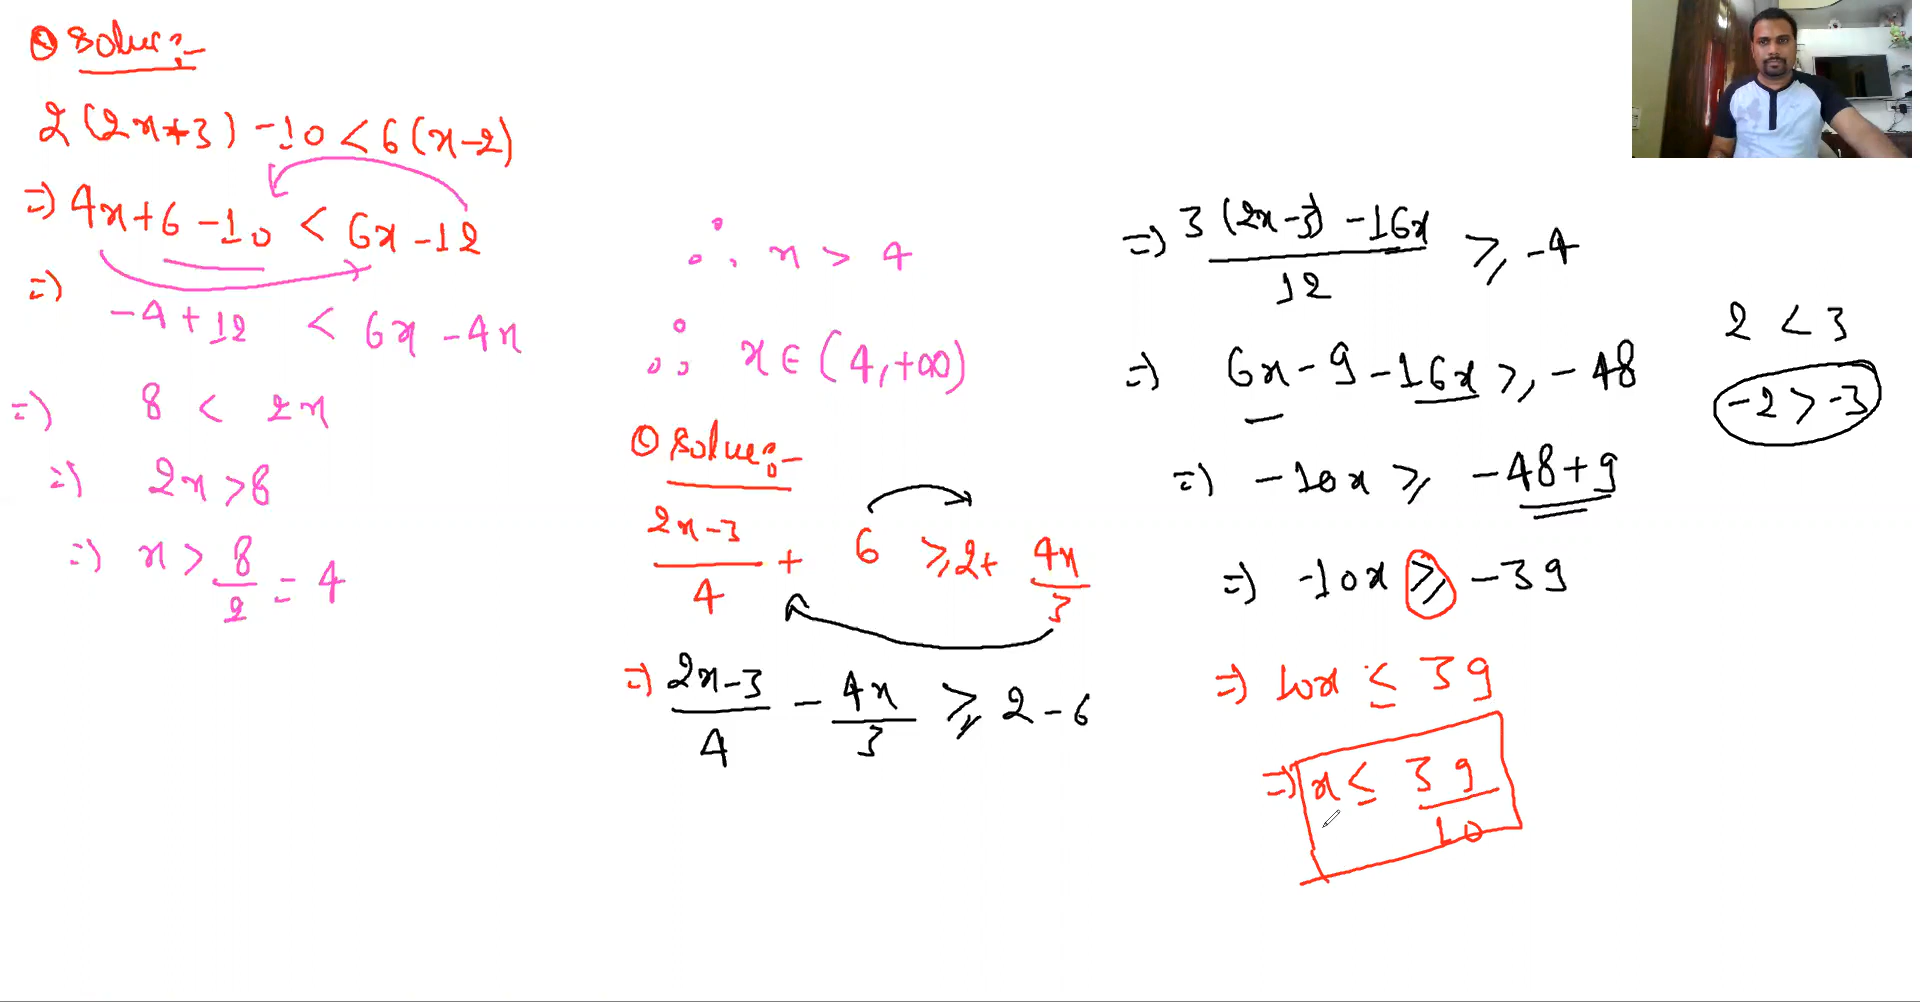 Q solve:-
2(2x+3) -10 < 6(x-2)
=) 4x+6 -10 < 6x -12
=)
-4+12 < 6x -4x
=) 8 < 2x
=) 2x >8
=) x > 8/2 = 4
∴ x > 4
∴ x ∈ (4, +∞)
Q solve:-
2x-3/4 + 6 ≥ 2+ 4x/3
=) 2x-3/4 - 4x/3 ≥ 2-6
=) 3(2x-3) -16x/12 ≥ -4
=) 6x -9 -16x ≥ -48
=) -10x ≥ -48+9
=) -10x ≥ -39
=) 10x ≤ 39
=) x ≤ 39/10
2 < 3
-2 > -3